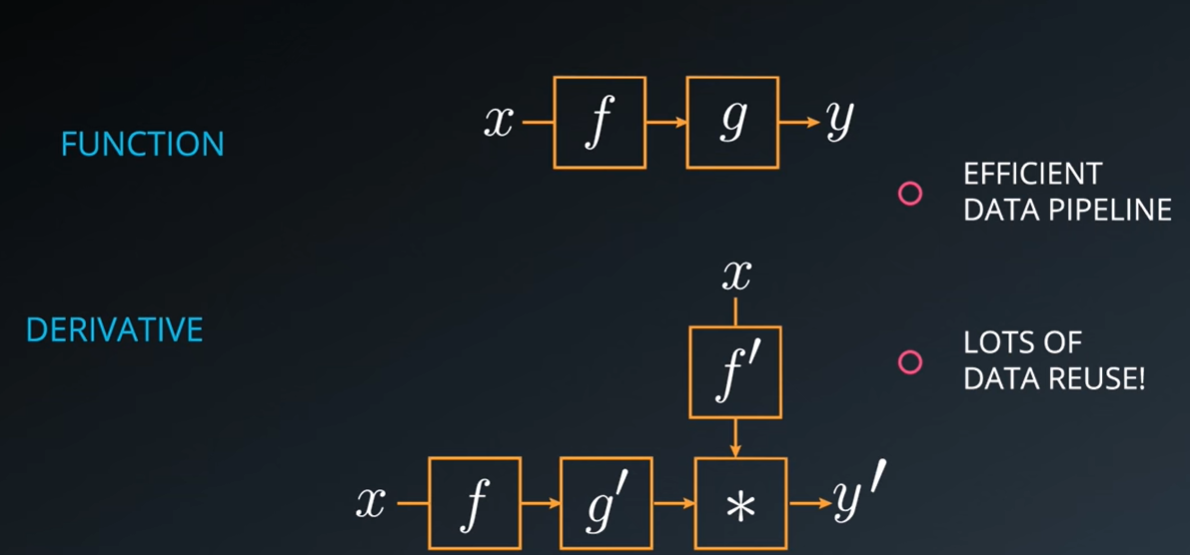 FUNCTION
x f g y
EFFICIENT
DATA PIPELINE
DERIVATIVE
x
f′
LOTS OF
DATA REUSE!
x f g′ * y′